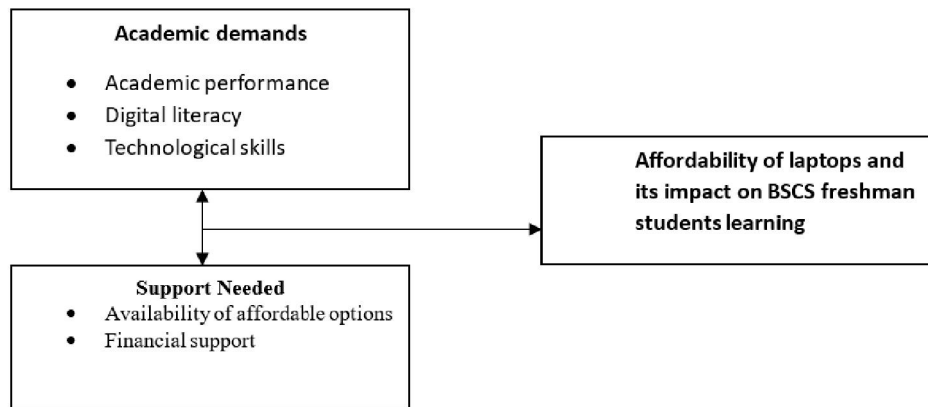 Academic demands
● Academic performance
● Digital literacy
● Technological skills
Affordability of laptops and
its impact on BSCS freshman
students learning
Support Needed
● Availability of affordable options
● Financial support